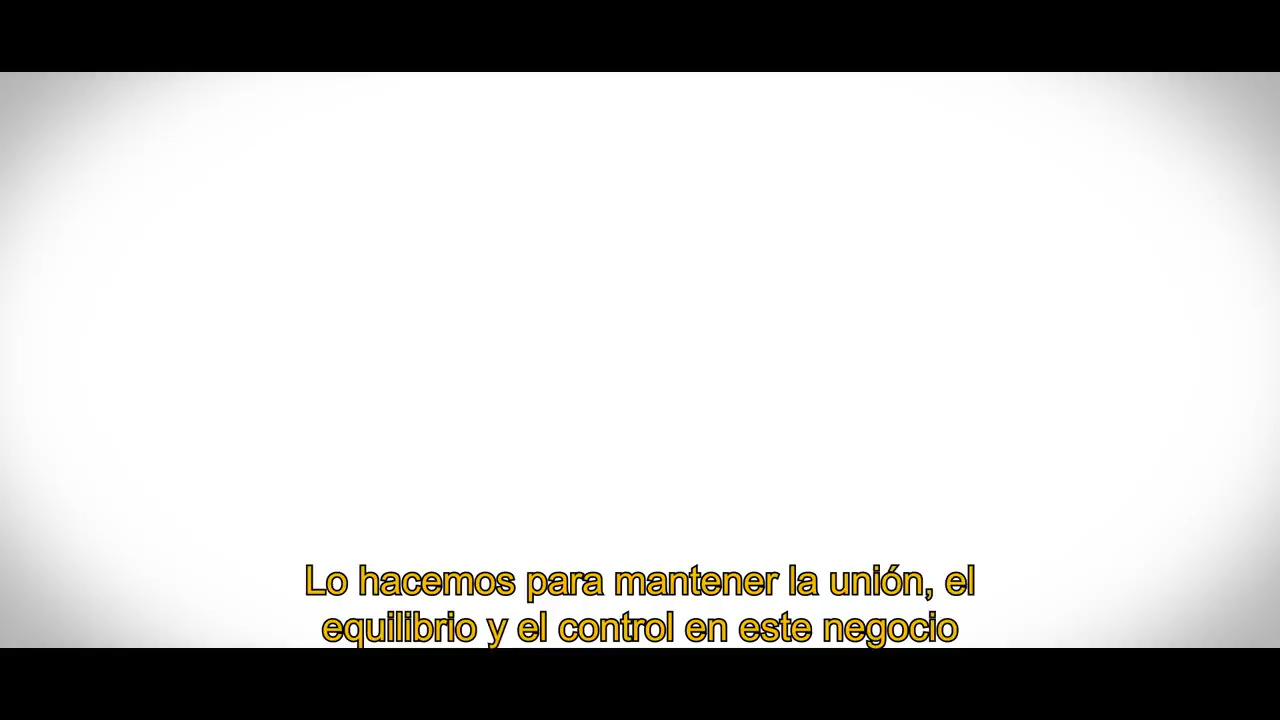 Lo hacemos para mantener la unión, el
equilibrio y el control en este negocio